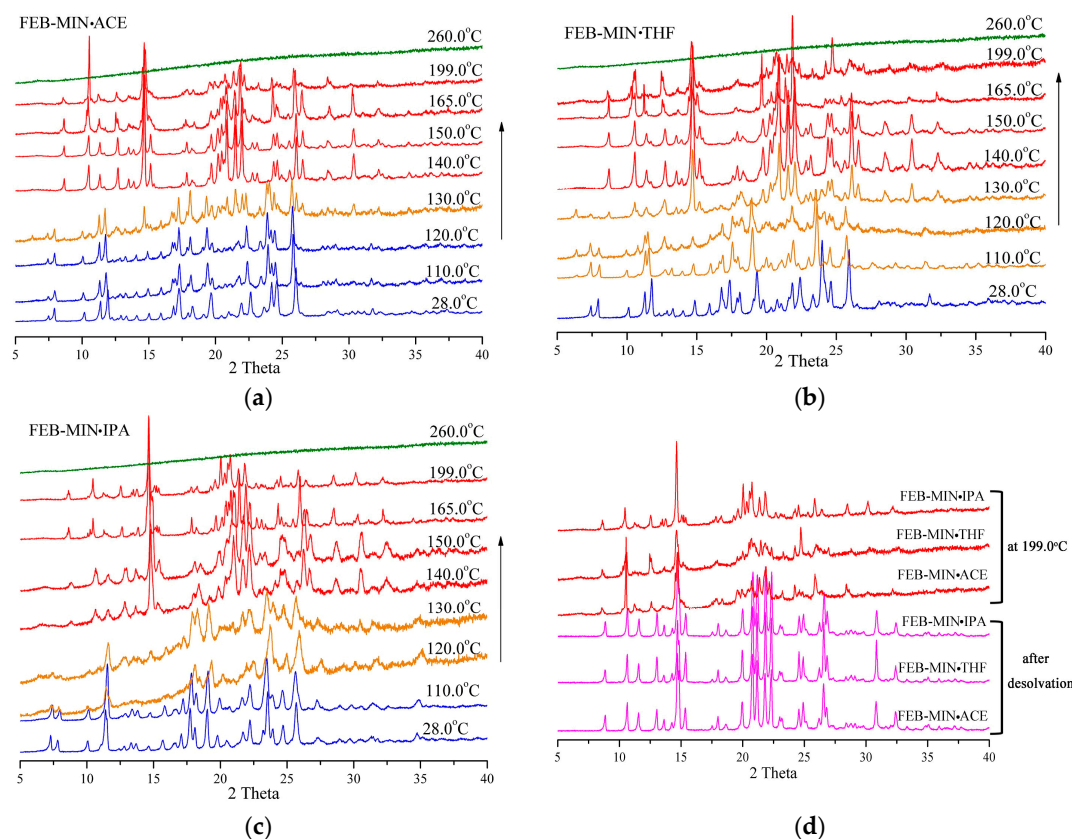 FEB-MIN•ACE
260.0°C
199.0°C
165.0°C
150.0°C
140.0°C
130.0°C
120.0°C
110.0°C
28.0°C
5 10 15 20 25 30 35 40
2 Theta
(a)
FEB-MIN•THF
260.0°C
199.0°C
165.0°C
150.0°C
140.0°C
130.0°C
120.0°C
110.0°C
28.0°C
5 10 15 20 25 30 35 40
2 Theta
(b)
FEB-MIN•IPA
260.0°C
199.0°C
165.0°C
150.0°C
140.0°C
130.0°C
120.0°C
110.0°C
28.0°C
5 10 15 20 25 30 35 40
2 Theta
(c)
FEB-MIN•IPA
FEB-MIN•THF
at 199.0°C
FEB-MIN•ACE
FEB-MIN•IPA
FEB-MIN•THF
after
desolvation
FEB-MIN•ACE
5 10 15 20 25 30 35 40
2 Theta
(d)